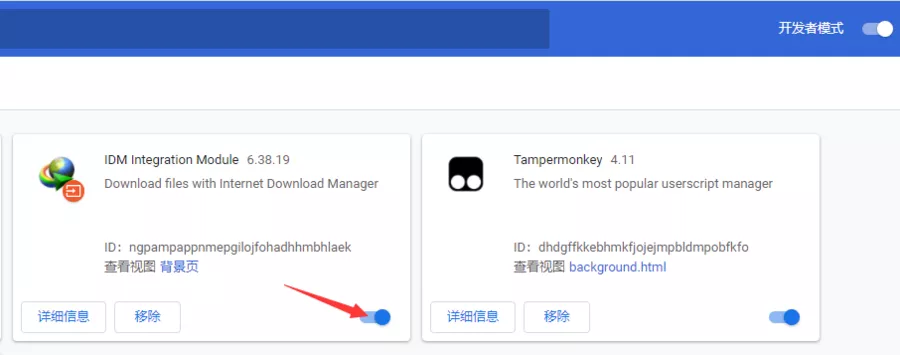 开发者模式
IDM Integration Module 6.38.19
Download files with Internet Download Manager
ID：ngpampappnmepgilojfohadhhmbhlaek
查看视图 背景页
详细信息
移除
Tampermonkey 4.11
The world's most popular userscript manager
ID：dhdgffkkebhmkfjojejmpbldmpobfkfo
查看视图 background.html
详细信息
移除